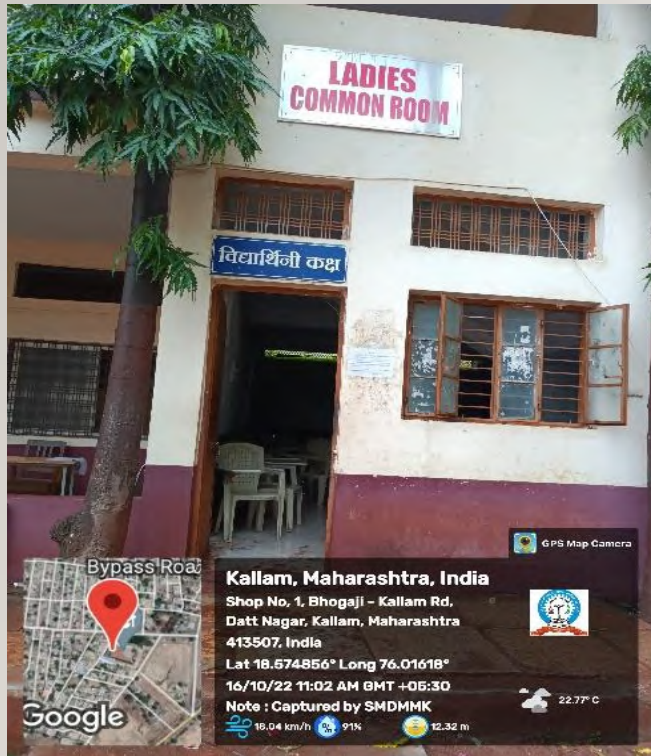 LADIES
COMMON ROOM
विद्यार्थिनी कक्ष
GPS Map Camera
Bypass Roa
Google
Kallam, Maharashtra, India
Shop No, 1, Bhogaji - Kallam Rd,
Datt Nagar, Kallam, Maharashtra
413507, India
Lat 18.574856° Long 76.01618°
16/10/22 11:02 AM GMT +05:30
Note : Captured by SMDMMK
22.77° C
18.04 km/h
91%
12.32 m